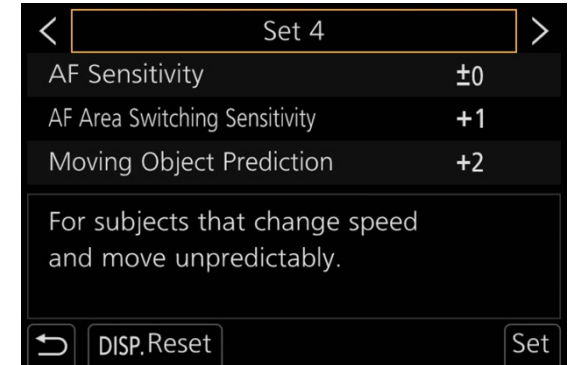 Set 4
AF Sensitivity ±0
AF Area Switching Sensitivity +1
Moving Object Prediction +2
For subjects that change speed
and move unpredictably.
DISP. Reset Set